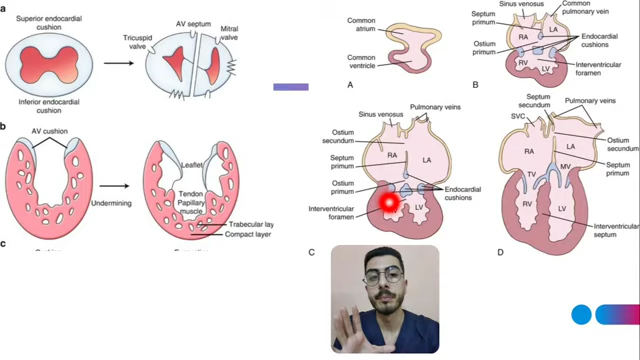 a
Superior endocardial
cushion
Inferior endocardial
cushion
Tricuspid
valve
AV septum
Mitral
valve
b
AV cushion
Undermining
Leaflet
Tendon
Papillary
muscle
Trabecular lay
Compact layer
c
Common
atrium
Common
ventricle
A
Sinus venosus
Common
pulmonary vein
Septum
primum
RA
LA
Ostium
primum
Endocardial
cushions
RV
LV
Interventricular
foramen
B
Sinus venosus
Pulmonary veins
Ostium
secundum
RA
LA
Septum
primum
Ostium
primum
Endocardial
cushions
Interventricular
foramen
LV
C
Septum
secundum
Pulmonary veins
SVC
Ostium
secundum
RA
LA
Septum
primum
TV
MV
RV
LV
Interventricular
septum
D